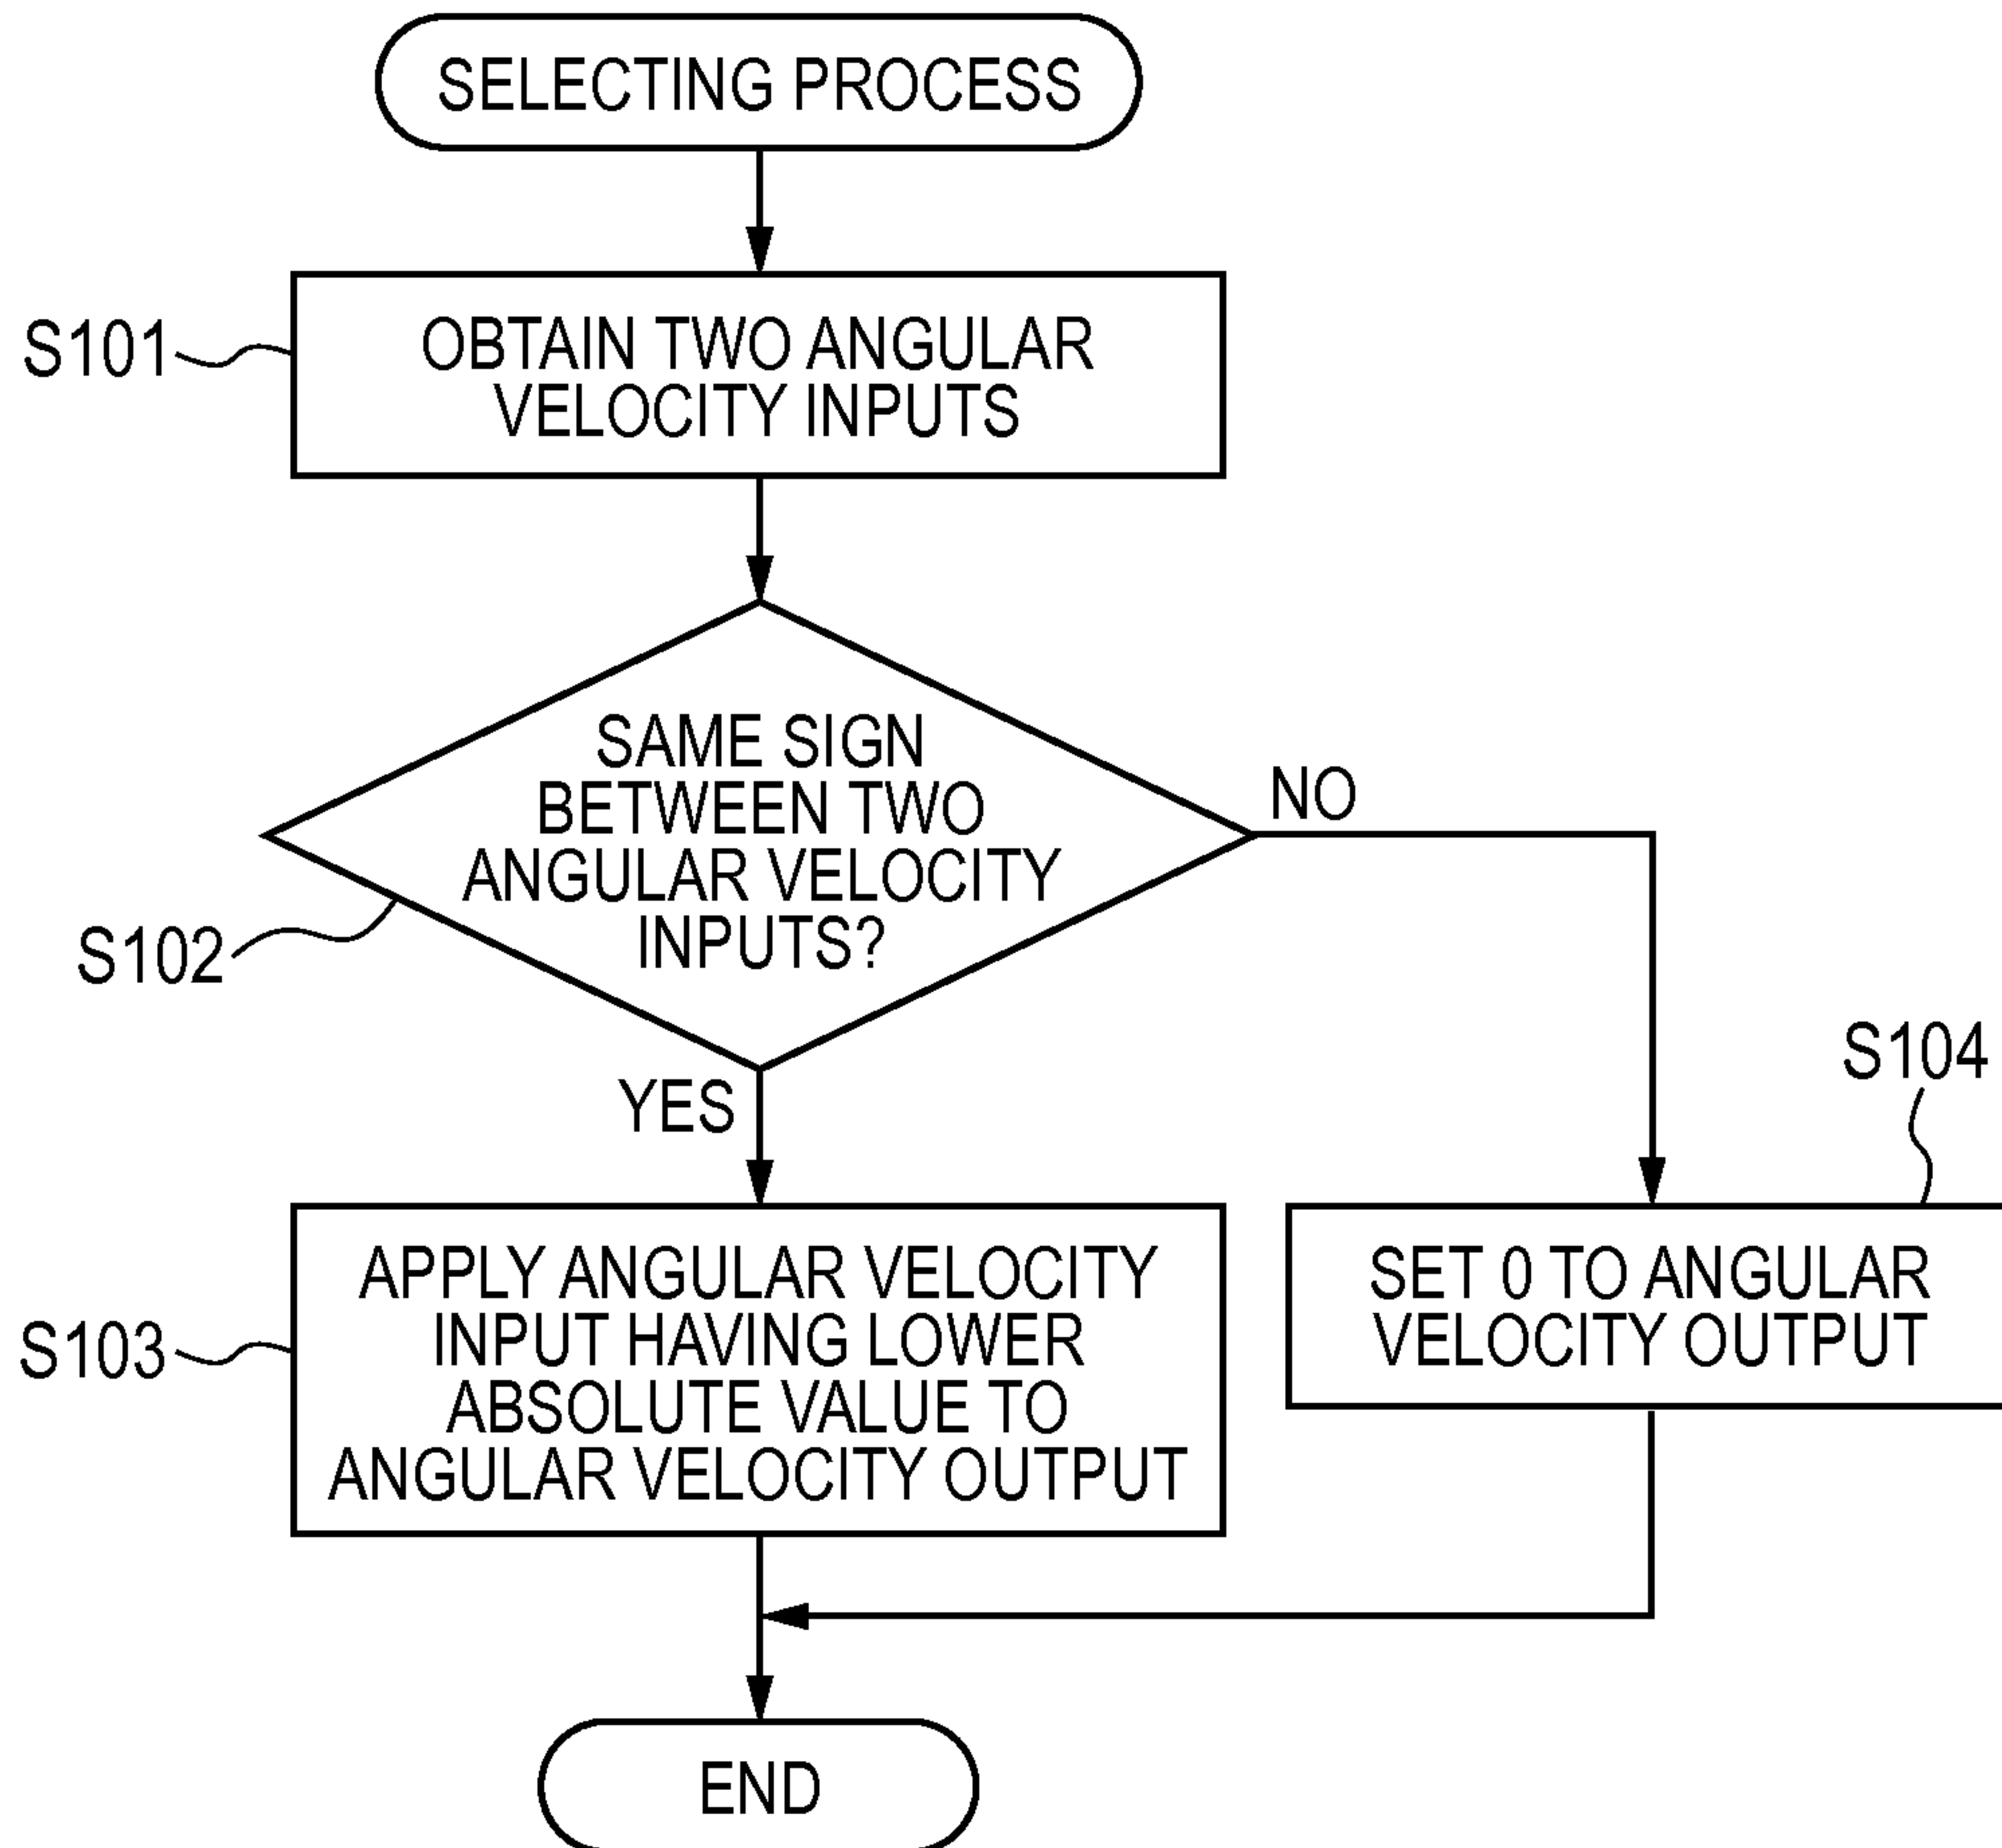 SELECTING PROCESS
S101
OBTAIN TWO ANGULAR
VELOCITY INPUTS
SAME SIGN
BETWEEN TWO
ANGULAR VELOCITY
INPUTS?
S102
NO
YES
S104
SET 0 TO ANGULAR
VELOCITY OUTPUT
S103
APPLY ANGULAR VELOCITY
INPUT HAVING LOWER
ABSOLUTE VALUE TO
ANGULAR VELOCITY OUTPUT
END